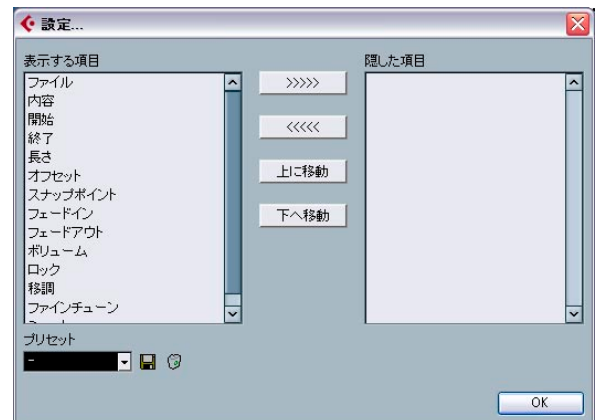 設定...
表示する項目
隠した項目
ファイル
内容
開始
終了
長さ
オフセット
スナップポイント
フェードイン
フェードアウト
ボリューム
ロック
移調
ファインチューン
>>>>>
<<<<<
上に移動
下へ移動
プリセット
-
OK